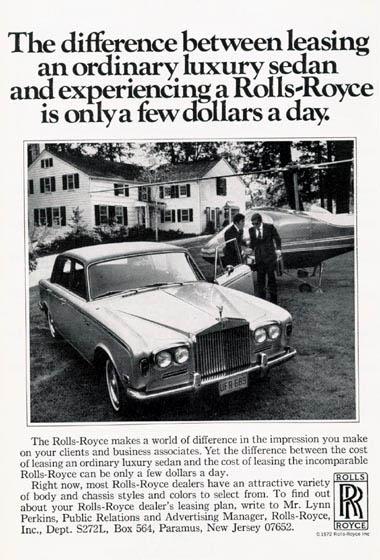 The difference between leasing
an ordinary luxury sedan
and experiencing a Rolls-Royce
is only a few dollars a day.
UFR 689
The Rolls-Royce makes a world of difference in the impression you make
on your clients and business associates. Yet the difference between the cost
of leasing an ordinary luxury sedan and the cost of leasing the incomparable
Rolls-Royce can be only a few dollars a day.
Right now, most Rolls-Royce dealers have an attractive variety
of body and chassis styles and colors to select from. To find out
about your Rolls-Royce dealer's leasing plan, write to Mr. Lynn
Perkins, Public Relations and Advertising Manager, Rolls-Royce,
Inc., Dept. S272L, Box 564, Paramus, New Jersey 07652.
ROLLS
RR
ROYCE
©1972 Rolls-Royce Inc